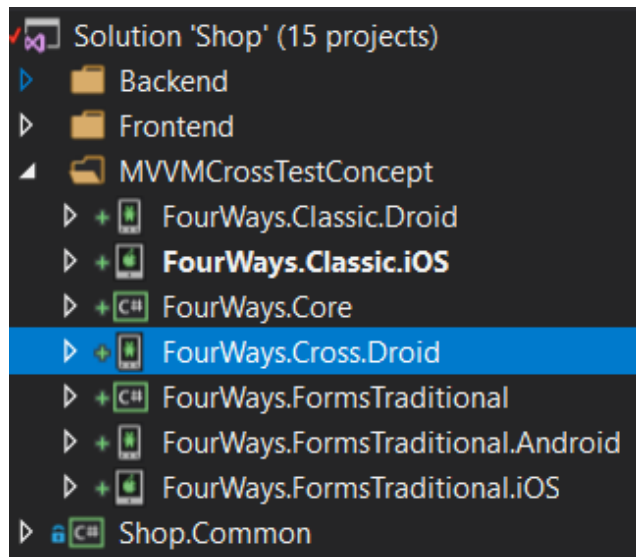 Solution 'Shop' (15 projects)
Backend
Frontend
MVVMCrossTestConcept
FourWays.Classic.Droid
FourWays.Classic.iOS
C# FourWays.Core
FourWays.Cross.Droid
C# FourWays.FormsTraditional
FourWays.FormsTraditional.Android
FourWays.FormsTraditional.iOS
C# Shop.Common